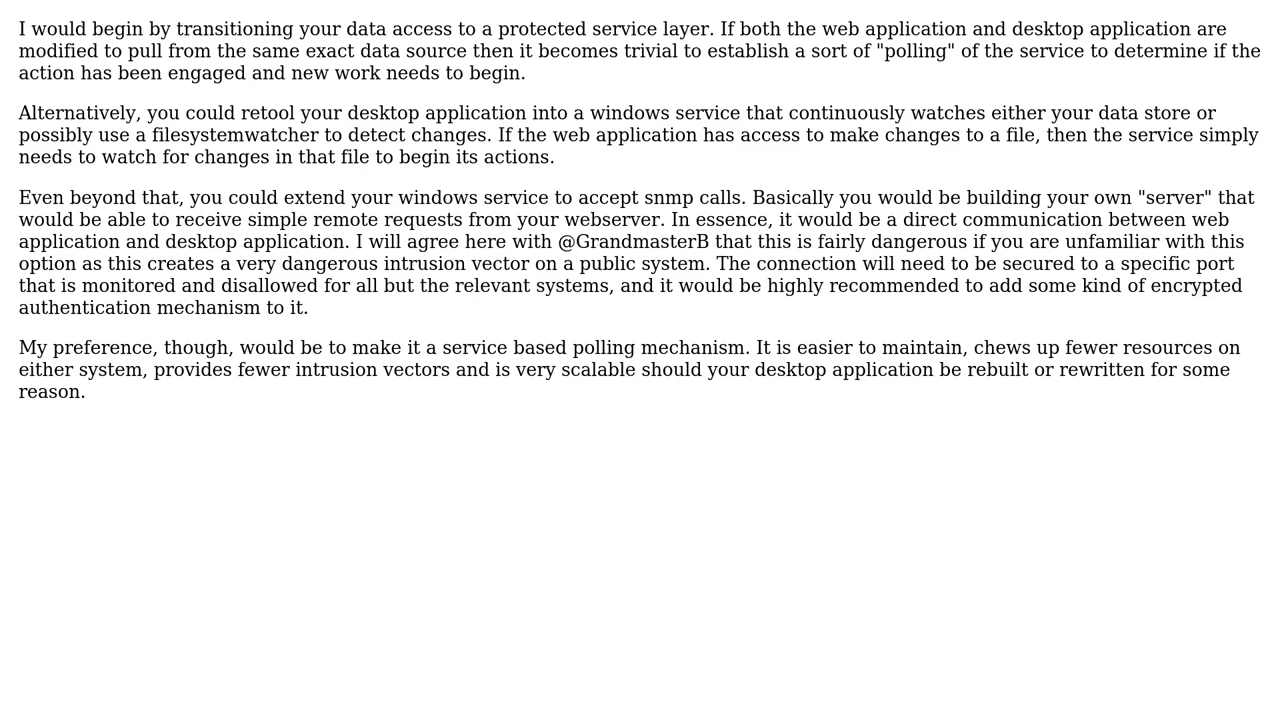 I would begin by transitioning your data access to a protected service layer. If both the web application and desktop application are
modified to pull from the same exact data source then it becomes trivial to establish a sort of "polling" of the service to determine if the
action has been engaged and new work needs to begin.
Alternatively, you could retool your desktop application into a windows service that continuously watches either your data store or
possibly use a filesystemwatcher to detect changes. If the web application has access to make changes to a file, then the service simply
needs to watch for changes in that file to begin its actions.
Even beyond that, you could extend your windows service to accept snmp calls. Basically you would be building your own "server" that
would be able to receive simple remote requests from your webserver. In essence, it would be a direct communication between web
application and desktop application. I will agree here with @GrandmasterB that this is fairly dangerous if you are unfamiliar with this
option as this creates a very dangerous intrusion vector on a public system. The connection will need to be secured to a specific port
that is monitored and disallowed for all but the relevant systems, and it would be highly recommended to add some kind of encrypted
authentication mechanism to it.
My preference, though, would be to make it a service based polling mechanism. It is easier to maintain, chews up fewer resources on
either system, provides fewer intrusion vectors and is very scalable should your desktop application be rebuilt or rewritten for some
reason.